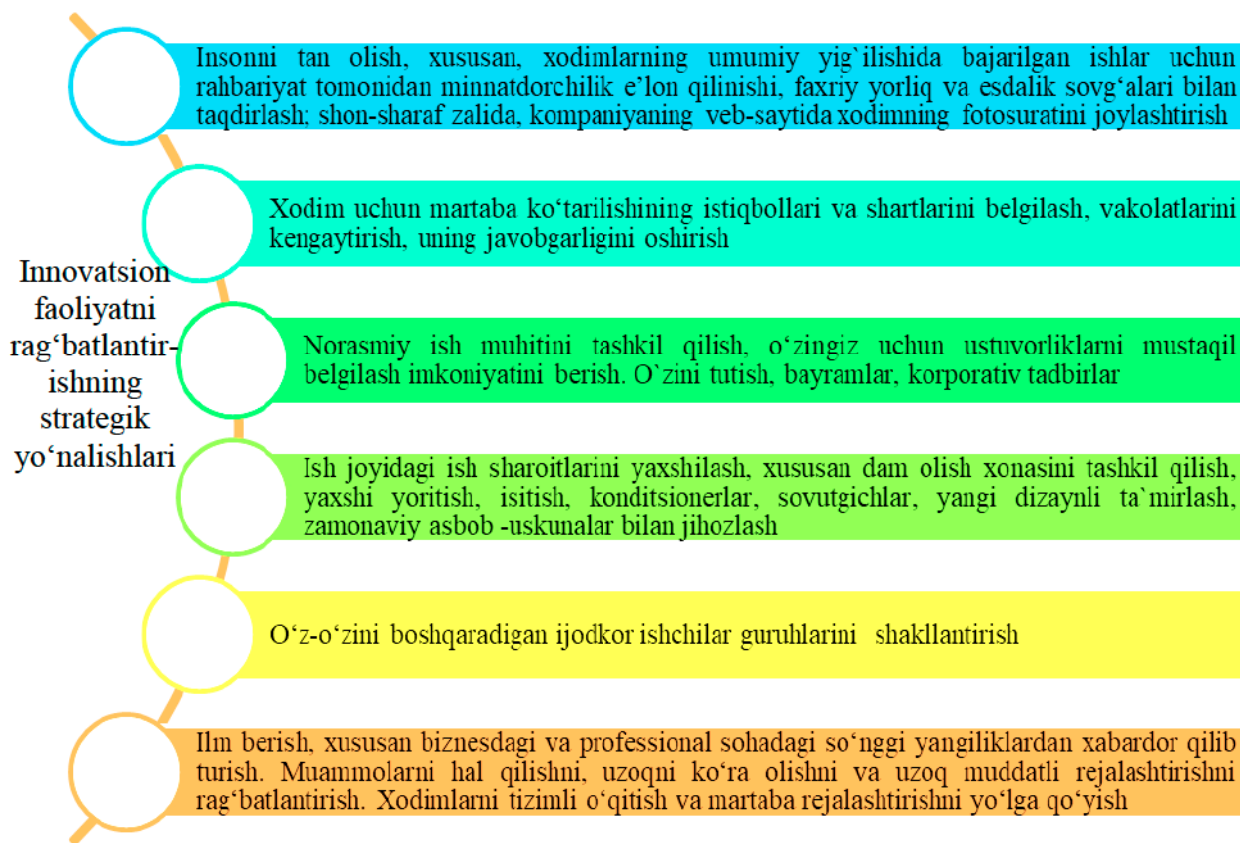 Insonni tan olish, xususan, xodimlarning umumiy yig`ilishida bajarilgan ishlar uchun
rahbariyat tomonidan minnatdorchilik e’lon qilinishi, faxriy yorliq va esdalik sovg‘alari bilan
taqdirlash; shon-sharaf zalida, kompaniyaning veb-saytida xodimning fotosuratini joylashtirish
Xodim uchun martaba ko‘tarilishining istiqbollari va shartlarini belgilash, vakolatlarini
kengaytirish, uning javobgarligini oshirish
Innovatsion
faoliyatni
rag‘batlantir-
ishning
strategik
yo‘nalishlari
Norasmiy ish muhitini tashkil qilish, o‘zingiz uchun ustuvorliklarni mustaqil
belgilash imkoniyatini berish. O`zini tutish, bayramlar, korporativ tadbirlar
Ish joyidagi ish sharoitlarini yaxshilash, xususan dam olish xonasini tashkil qilish,
yaxshi yoritish, isitish, konditsionerlar, sovutgichlar, yangi dizaynli ta`mirlash,
zamonaviy asbob -uskunalar bilan jihozlash
O‘z-o‘zini boshqaradigan ijodkor ishchilar guruhlarini shakllantirish
Ilm berish, xususan biznesdagi va professional sohadagi so‘nggi yangiliklardan xabardor qilib
turish. Muammolarni hal qilishni, uzoqni ko‘ra olishni va uzoq muddatli rejalashtirishni
rag‘batlantirish. Xodimlarni tizimli o‘qitish va martaba rejalashtirishni yo‘lga qo‘yish